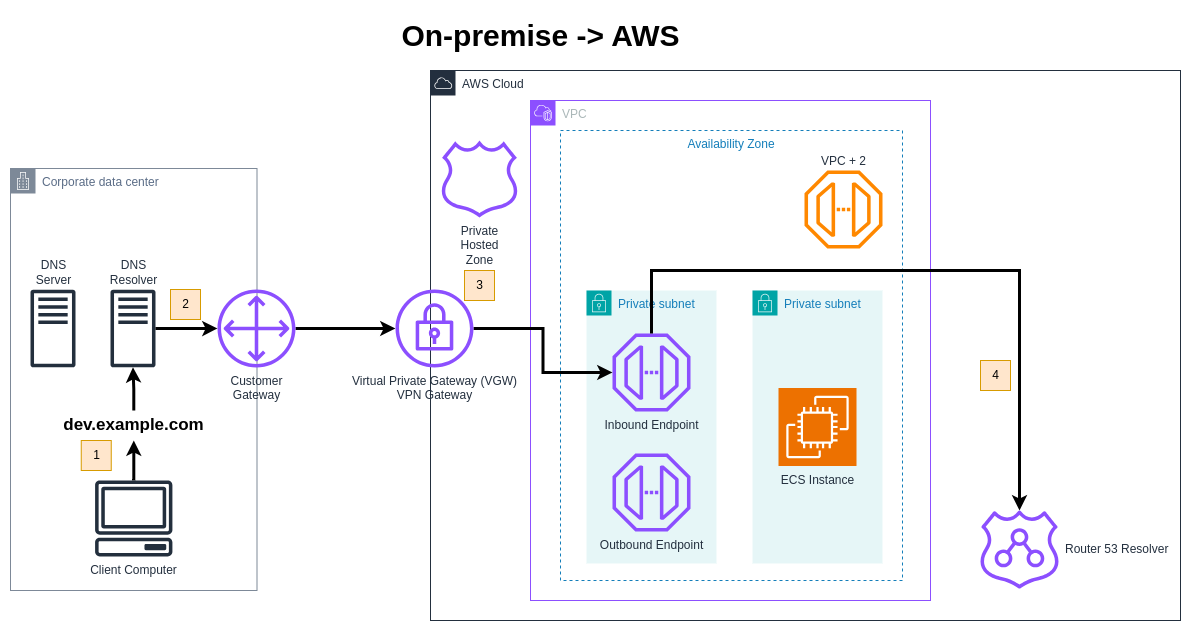 On-premise -> AWS
AWS Cloud
VPC
Availability Zone
VPC + 2
Corporate data center
Private
Hosted
Zone
DNS
Server
DNS
Resolver
2
3
Private subnet
Private subnet
Customer
Gateway
Virtual Private Gateway (VGW)
VPN Gateway
4
dev.example.com
Inbound Endpoint
1
ECS Instance
Outbound Endpoint
Router 53 Resolver
Client Computer